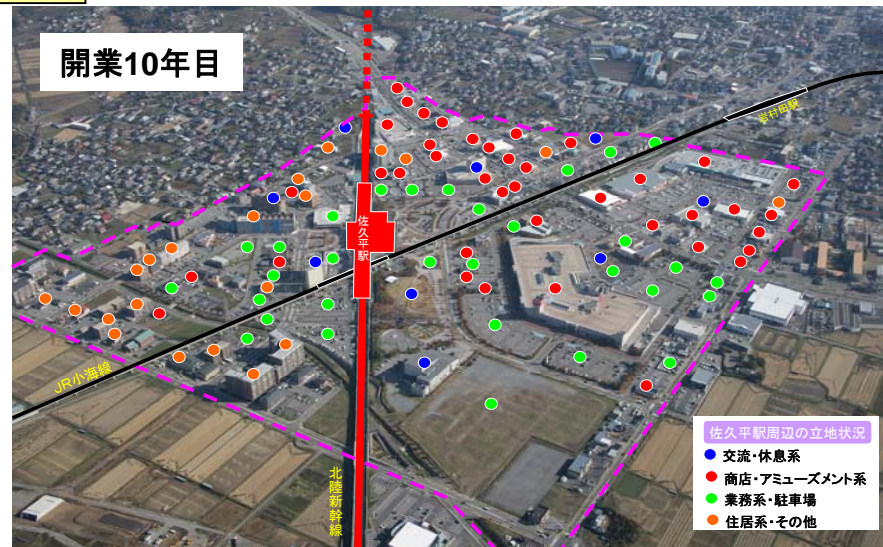 開業10年目
岩村田駅
佐久平駅
JR小海線
北陸新幹線
佐久平駅周辺の立地状況
交流・休息系
商店・アミューズメント系
業務系・駐車場
住居系・その他